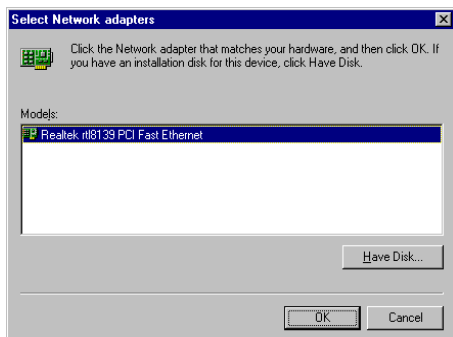 Select Network adapters
Click the Network adapter that matches your hardware, and then click OK. If
you have an installation disk for this device, click Have Disk.
Models:
Realtek rtl8139 PCI Fast Ethernet
Have Disk...
OK
Cancel